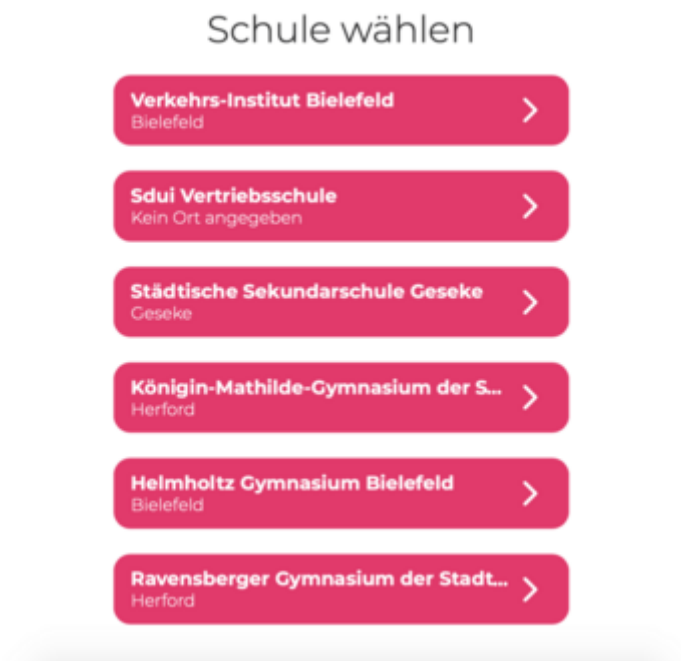 Schule wählen
Verkehrs-Institut Bielefeld
Bielefeld
Sdui Vertriebsschule
Kein Ort angegeben
Städtische Sekundarschule Geseke
Geseke
Königin-Mathilde-Gymnasium der S...
Herford
Helmholtz Gymnasium Bielefeld
Bielefeld
Ravensberger Gymnasium der Stadt...
Herford